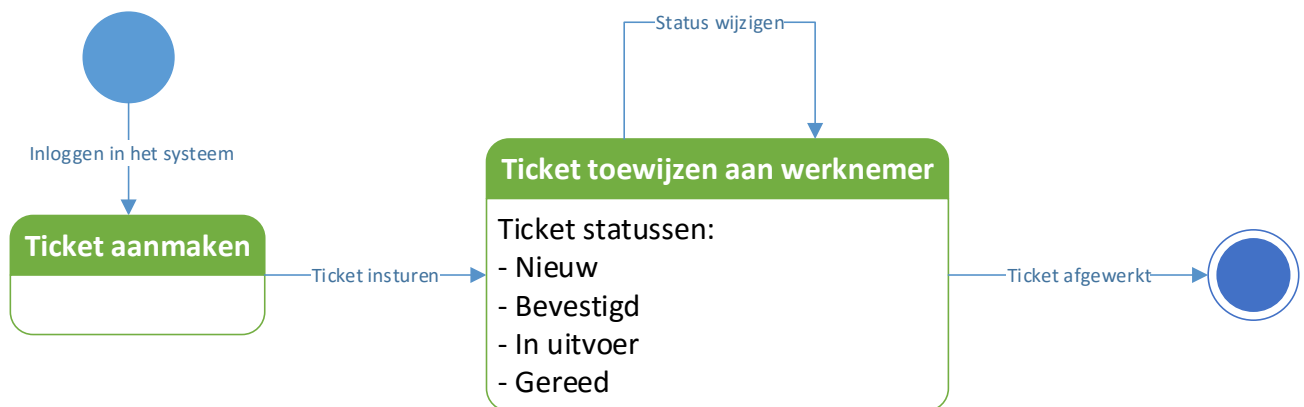 Status wijzigen
Inloggen in het systeem
Ticket toewijzen aan werknemer
Ticket aanmaken
Ticket statussen:
- Nieuw
- Bevestigd
- In uitvoer
- Gereed
Ticket insturen
Ticket afgewerkt